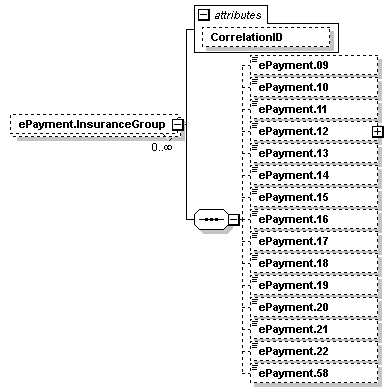 attributes
CorrelationID
ePayment.InsuranceGroup
0..∞
ePayment.09
ePayment.10
ePayment.11
ePayment.12
ePayment.13
ePayment.14
ePayment.15
ePayment.16
ePayment.17
ePayment.18
ePayment.19
ePayment.20
ePayment.21
ePayment.22
ePayment.58